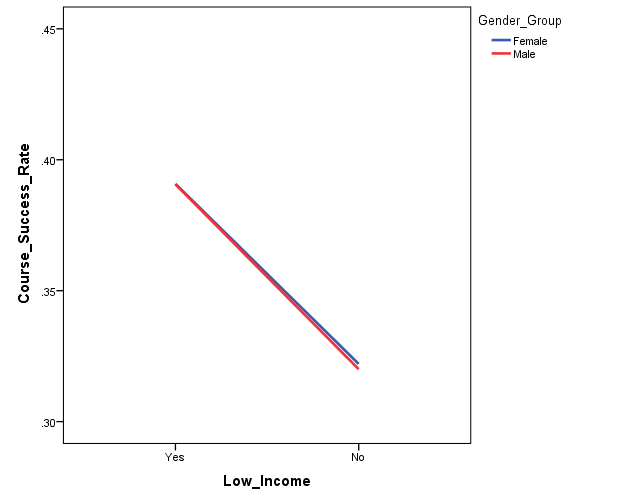 Gender_Group
Female
Male
Course_Success_Rate
.45
.40
.35
.30
Yes
No
Low_Income